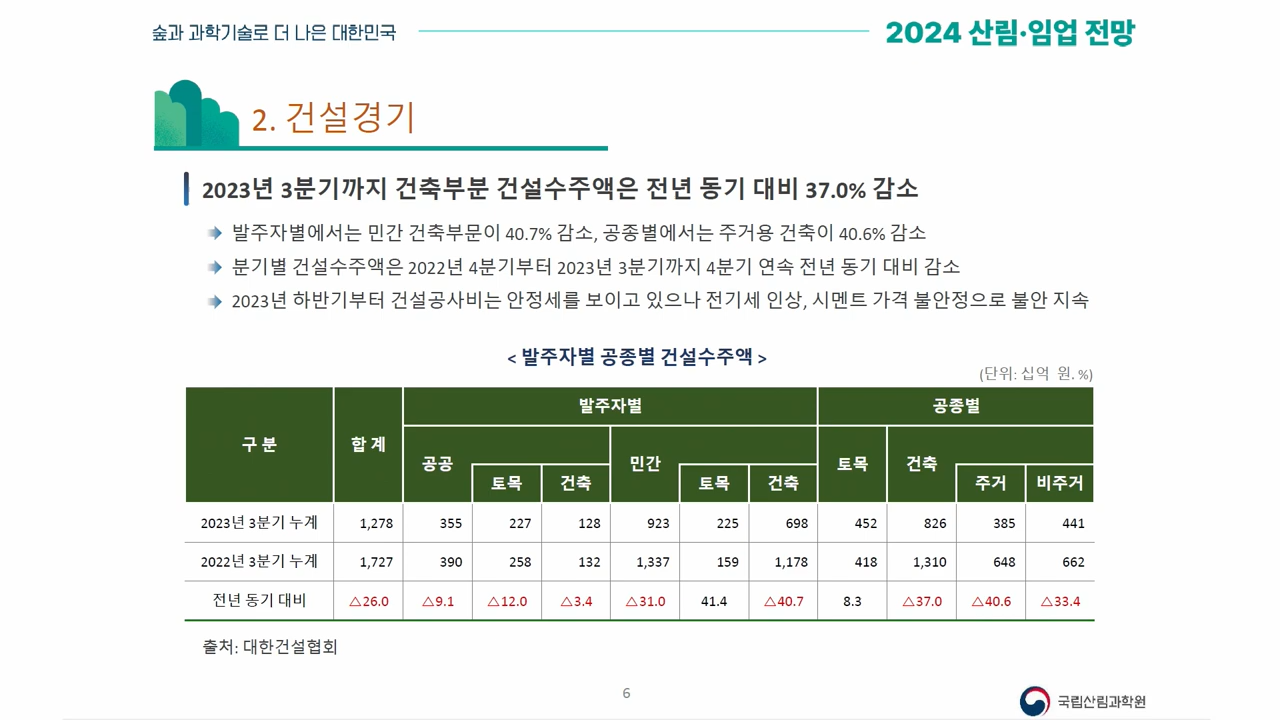 숲과 과학기술로 더 나은 대한민국
2024 산림·임업 전망
2. 건설경기
2023년 3분기까지 건축부분 건설수주액은 전년 동기 대비 37.0% 감소
발주자별에서는 민간 건축부문이 40.7% 감소, 공종별에서는 주거용 건축이 40.6% 감소
분기별 건설수주액은 2022년 4분기부터 2023년 3분기까지 4분기 연속 전년 동기 대비 감소
2023년 하반기부터 건설공사비는 안정세를 보이고 있으나 전기세 인상, 시멘트 가격 불안정으로 불안 지속
< 발주자별 공종별 건설수주액 >
(단위: 십억 원. %)
구 분 합 계 발주자별 공종별
공공 민간 토목 건축
토목 건축 토목 건축 주거 비주거
2023년 3분기 누계 1,278 355 227 128 923 225 698 452 826 385 441
2022년 3분기 누계 1,727 390 258 132 1,337 159 1,178 418 1,310 648 662
전년 동기 대비 △26.0 △9.1 △12.0 △3.4 △31.0 41.4 △40.7 8.3 △37.0 △40.6 △33.4
출처: 대한건설협회
6
국립산림과학원